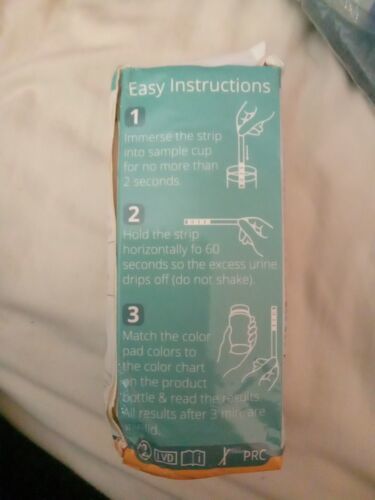 Easy Instructions
1
Immerse the strip
into sample cup
for no more than
2 seconds.
2
Hold the strip
horizontally fo 60
seconds so the excess urine
drips off (do not shake).
3
Match the color
pad colors to
the color chart
on the product
bottle & read the results.
All results after 3 min are
2 IVD i PRC